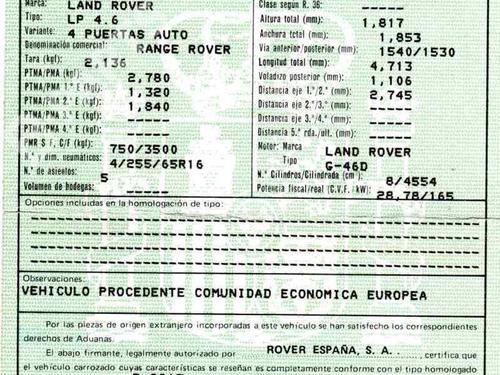 Marca: LAND ROVER
Tipo: LP 4.6
Variante: 4 PUERTAS AUTO
Denominación comercial: RANGE ROVER
Tara (kgf): 2,136
PTMA/PMA (kgf): 2,780
PTMA/PMA 1.º E (kgf): 1,320
PTMA/PMA 2.º E (kgf): 1,840
PTMA/PMA 3.º E (kgf): -----
PTMA/PMA 4.º E (kgf): -----
PMR S F, C/F (kgf): 750/3500
N.º y dim. neumáticos: 4/255/65R16
N.º de asientos: 5
Volumen de bodegas: -----
Clase según R. 36: -----
Altura total (mm): 1,817
Anchura total (mm): 1,853
Via anterior/posterior (mm): 1540/1530
Longitud total (mm): 4,713
Voladizo posterior (mm): 1,106
Distancia eje 1.º/2.º (mm): 2,745
Distancia eje 2.º/3.º (mm): -----
Distancia eje 3.º/4.º (mm): -----
Distancia 5.ª rda./ult. (mm): -----
Motor: Marca LAND ROVER
Tipo G-46D
N.º Cilindros/Cilindrada (cm³): 8/4554
Potencia fiscal/real (C.V.F./kW): 28,78/165
Opciones incluidas en la homologación de tipo:
Observaciones:
VEHICULO PROCEDENTE COMUNIDAD ECONOMICA EUROPEA
Por las piezas de origen extranjero incorporadas a este vehículo se han satisfecho los correspondientes
derechos de Aduanas.
El abajo firmante, legalmente autorizado por ROVER ESPAÑA, S. A. , certifica que
el vehículo carrozado cuyas características se reseñan es completamente conforme con el tipo homologado